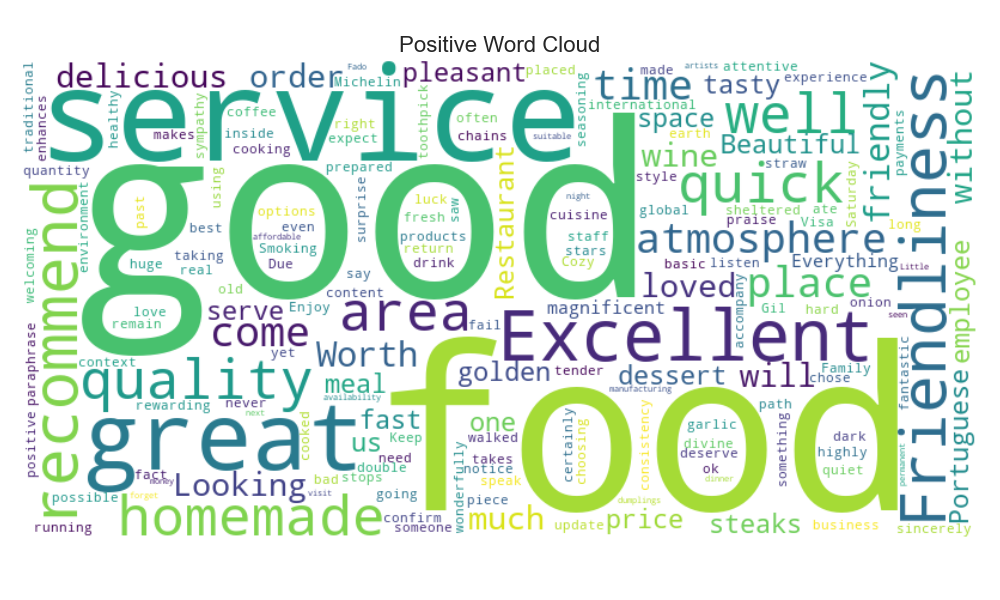 Positive Word Cloud
traditional
enhances
delicious
healthy
order
Fado
Michelin
pleasant
placed
artists
made
attentive
time
tasty
experience
friendly
Friendliness
without
service
sympathy
coffee
inside
makes
cooking
right
expect
toothpick
often
chains
seasoning
international
suitable
space
earth
well
Beautiful
payments
quantity
prepared
using
wine
straw
style
quick
Saturday
recommend
environment
good
past
options
even
affordable
surprise
luck
fresh
saw
Restaurant
night
cuisine
global
sheltered
ate
praise
Visa
long
best
taking
real
Smoking
Due
products
return
drink
staff
stars
Cozy
atmosphere
basic
listen
Everything
Little
welcoming
huge
say
content
old
loved
place
love
remain
serve
come
Enjoy
area
fail
magnificent
accompany
Gil
hard
onion
seen
yet
Worth
Excellent
context
quality
golden
tender
dessert
will
Family
chose
fantastic
employee
Portuguese
paraphrase
positive
rewarding
never
next
meal
availability
manufacturing
food
great
fast
us
Keep
one
walked
path
garlic
divine
deserve
ok
dinner
something
dark
highly
quiet
permanent
cooked
need
takes
notice
speak
certainly
choosing
consistency
fact
money
Looking
bad
double
stops
visit
going
wonderfully
piece
dumplings
possible
forget
homemade
confirm
someone
much
update
price
steaks
business
running
sincerely